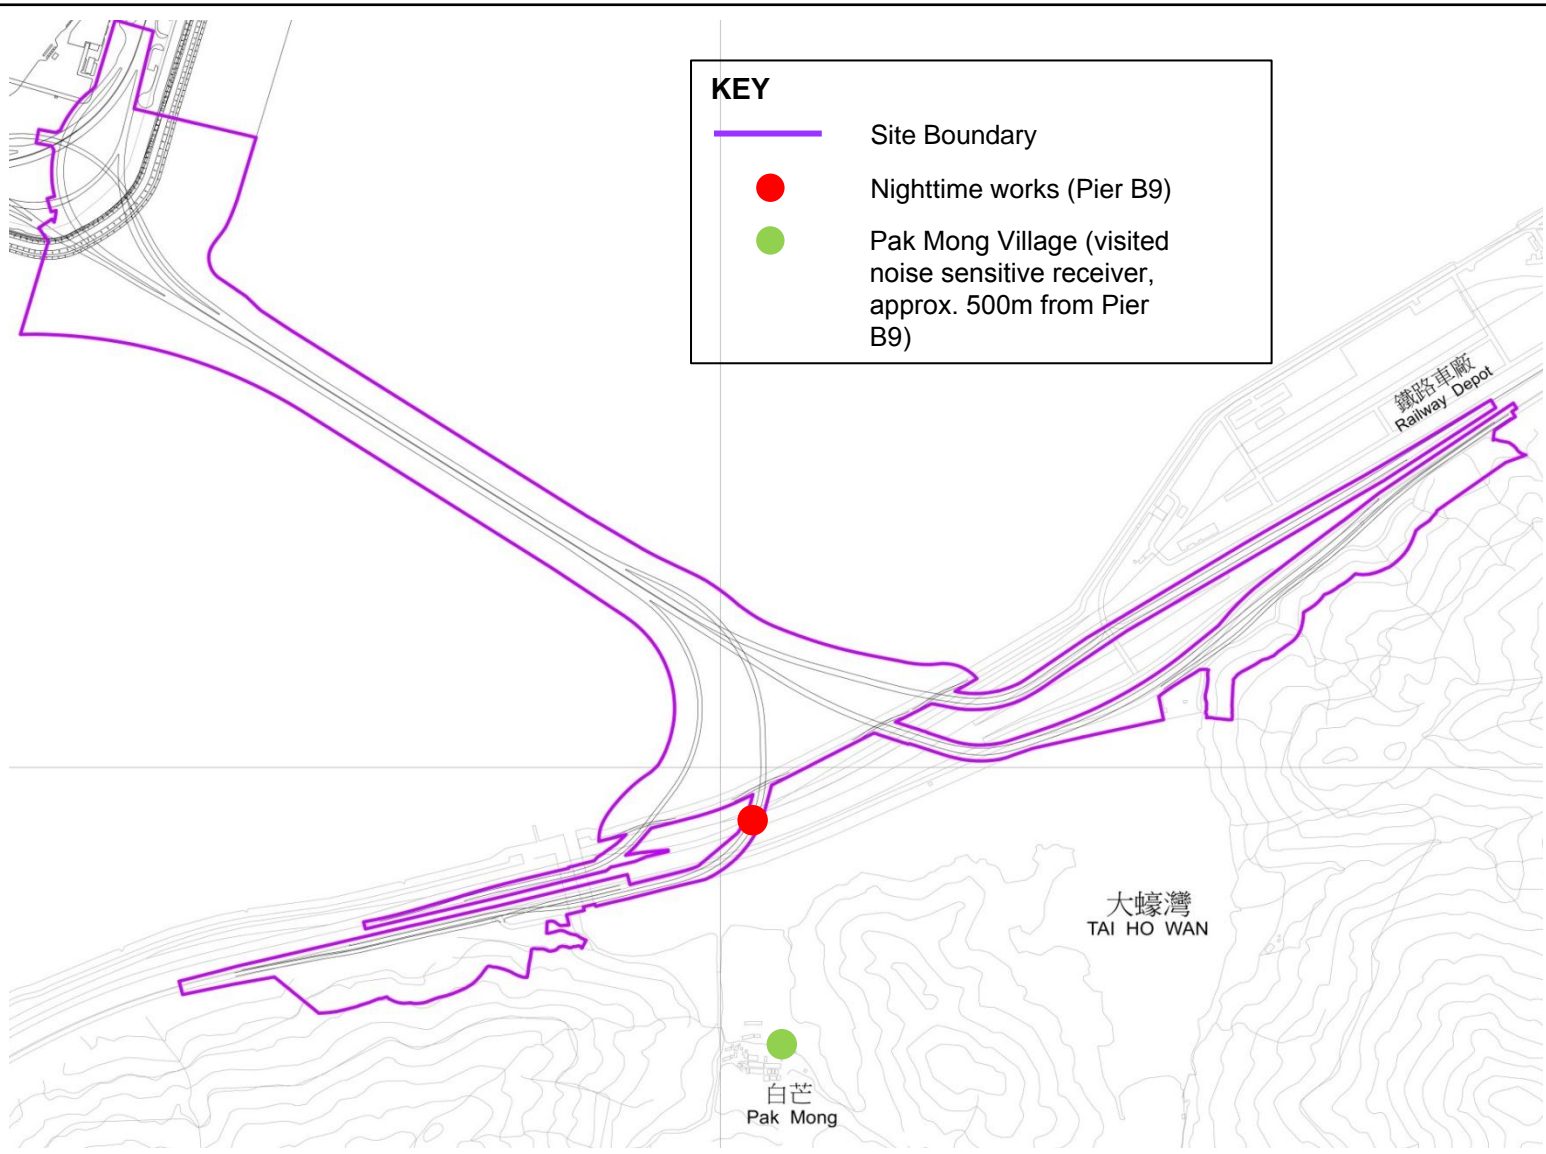 KEY
Site Boundary
Nighttime works (Pier B9)
Pak Mong Village (visited
noise sensitive receiver,
approx. 500m from Pier
B9)
鐵路車廠
Railway Depot
大蠔灣
TAI HO WAN
白芒
Pak Mong